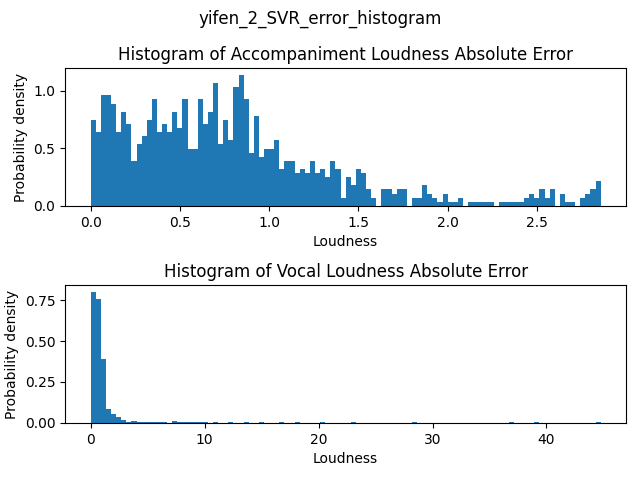 yifen_2_SVR_error_histogram
Histogram of Accompaniment Loudness Absolute Error
Probability density
1.0
0.5
0.0
0.0 0.5 1.0 1.5 2.0 2.5
Loudness
Histogram of Vocal Loudness Absolute Error
Probability density
0.75
0.50
0.25
0.00
0 10 20 30 40
Loudness